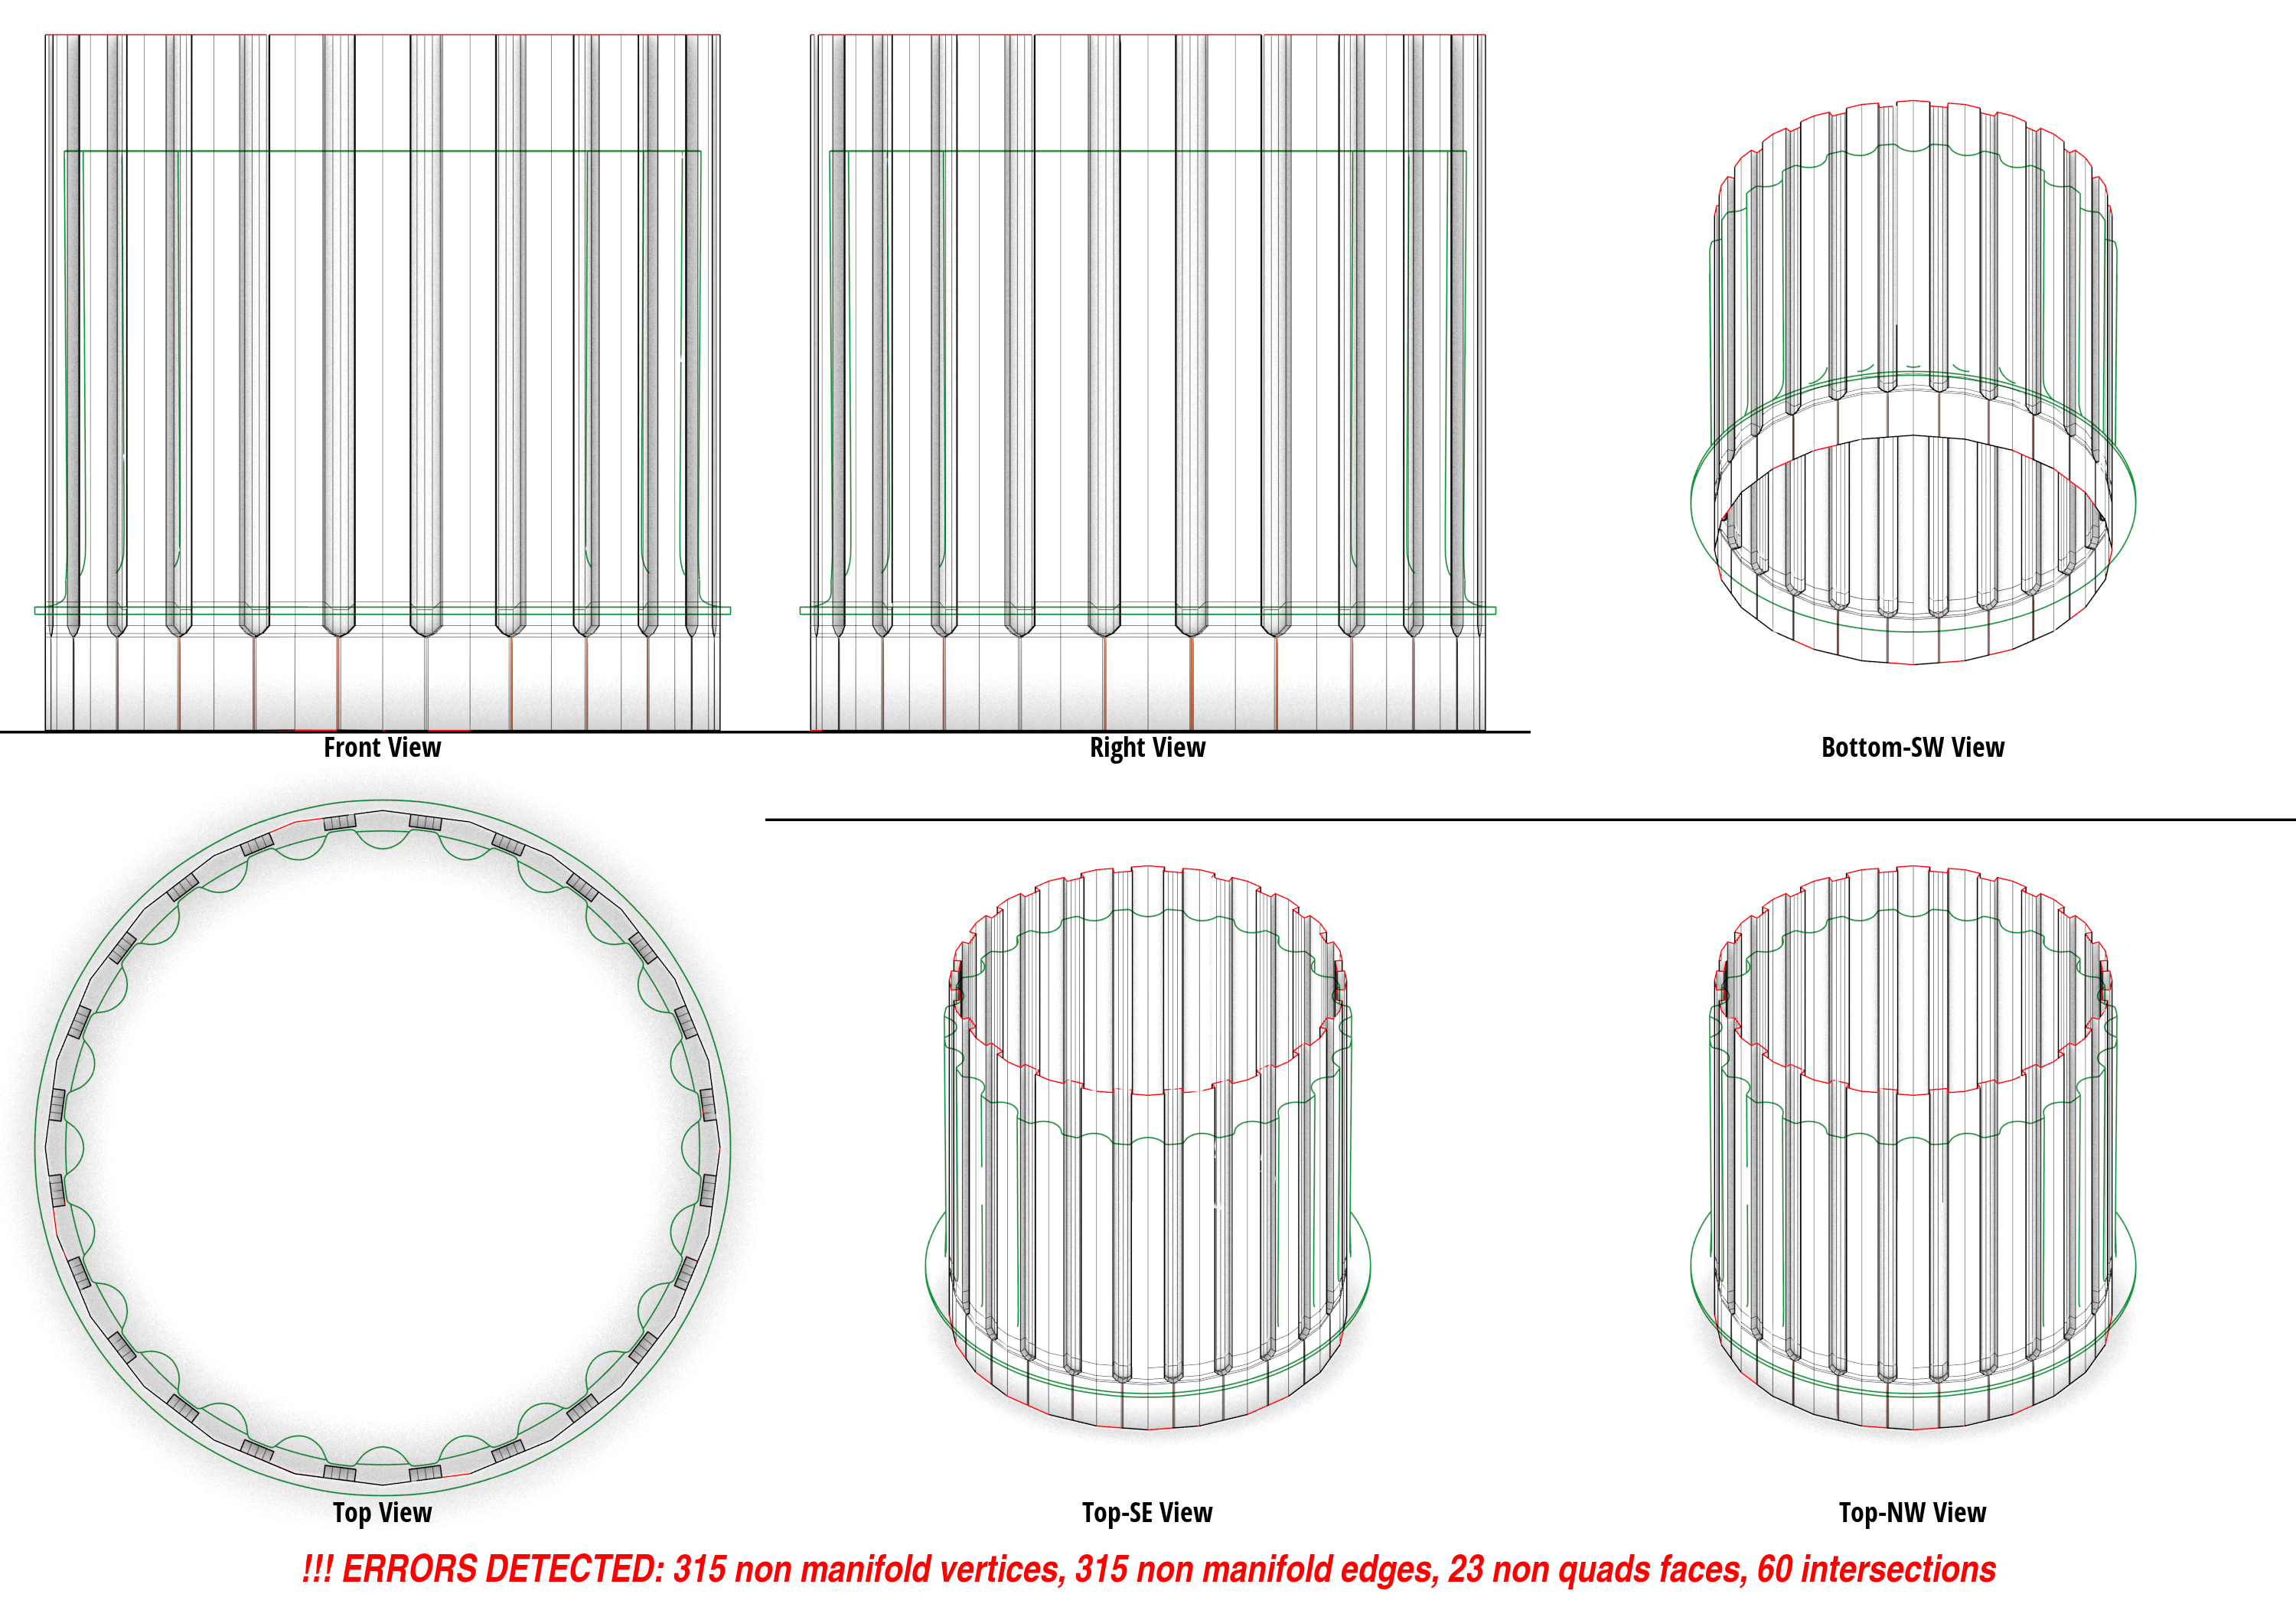 Front View
Right View
Bottom-SW View
Top View
Top-SE View
Top-NW View
!!! ERRORS DETECTED: 315 non manifold vertices, 315 non manifold edges, 23 non quads faces, 60 intersections